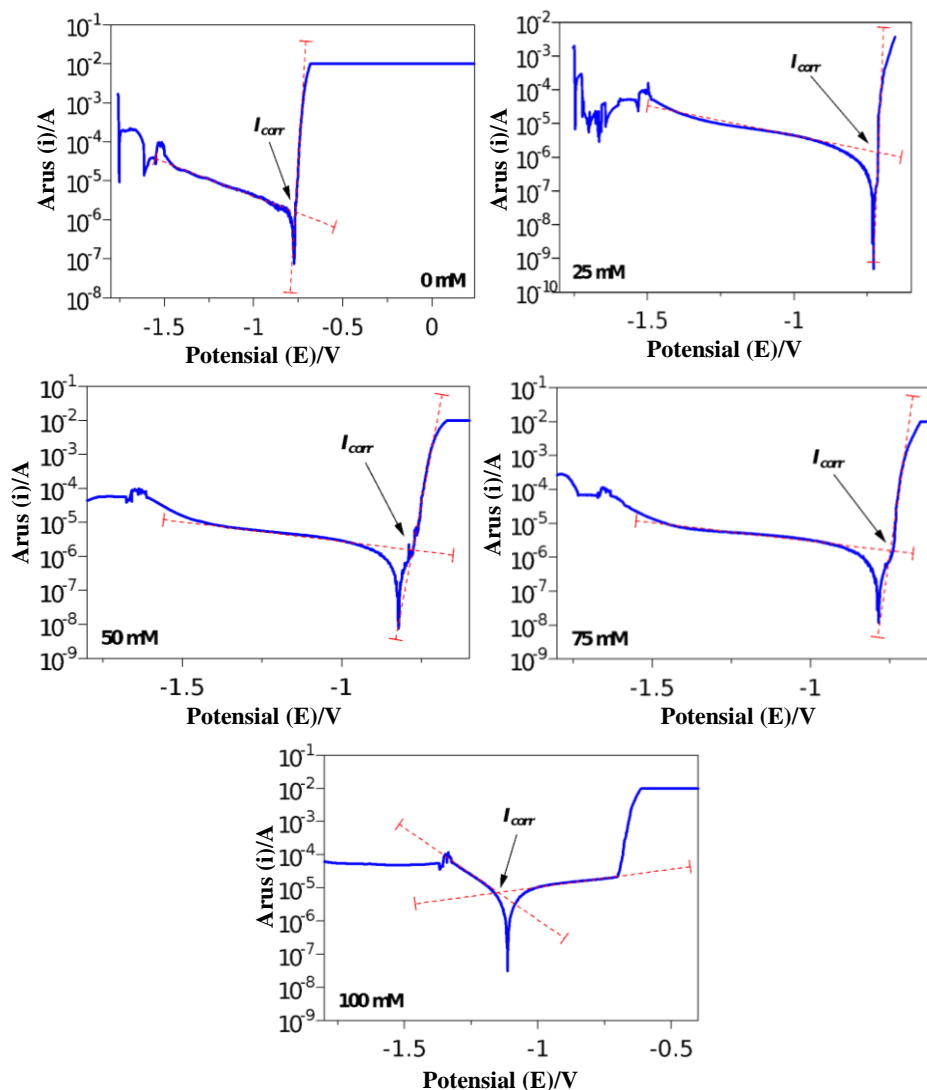 10⁻¹
10⁻²
10⁻³
10⁻⁴
10⁻⁵
10⁻⁶
10⁻⁷
10⁻⁸
Arus (i)/A
I corr
0 mM
-1.5 -1 -0.5 0
Potensial (E)/V
10⁻²
10⁻³
10⁻⁴
10⁻⁵
10⁻⁶
10⁻⁷
10⁻⁸
10⁻⁹
10⁻¹⁰
Arus (i)/A
I corr
25 mM
-1.5 -1
Potensial (E)/V
10⁻¹
10⁻²
10⁻³
10⁻⁴
10⁻⁵
10⁻⁶
10⁻⁷
10⁻⁸
10⁻⁹
Arus (i)/A
I corr
50 mM
-1.5 -1
Potensial (E)/V
10⁻¹
10⁻²
10⁻³
10⁻⁴
10⁻⁵
10⁻⁶
10⁻⁷
10⁻⁸
10⁻⁹
Arus (i)/A
I corr
75 mM
-1.5 -1
Potensial (E)/V
10⁻¹
10⁻²
10⁻³
10⁻⁴
10⁻⁵
10⁻⁶
10⁻⁷
10⁻⁸
10⁻⁹
Arus (i)/A
I corr
100 mM
-1.5 -1 -0.5
Potensial (E)/V